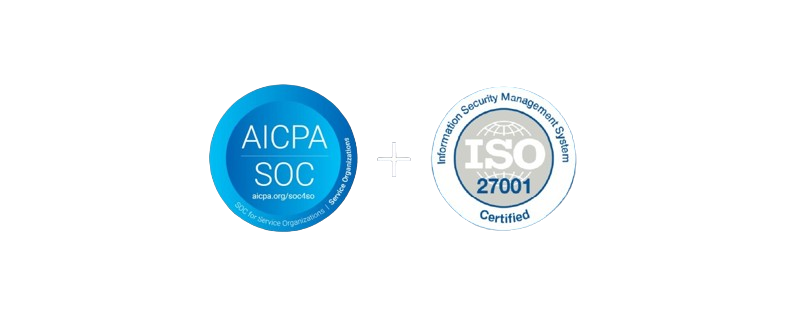 AICPA
SOC
aicpa.org/soc4so
SOC for Service Organizations | Service Organizations
+
Information Security Management System
ISO
27001
Certified